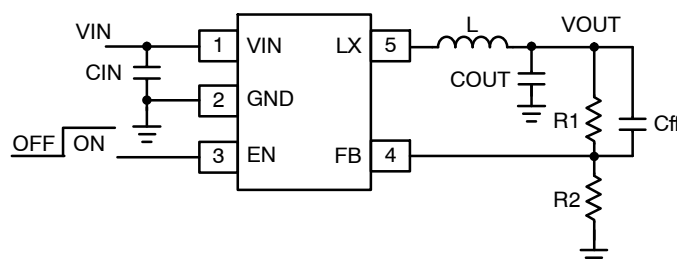 VIN
CIN
OFF
ON
1
VIN
2
GND
3
EN
LX
5
FB
4
L
VOUT
COUT
R1
Cff
R2